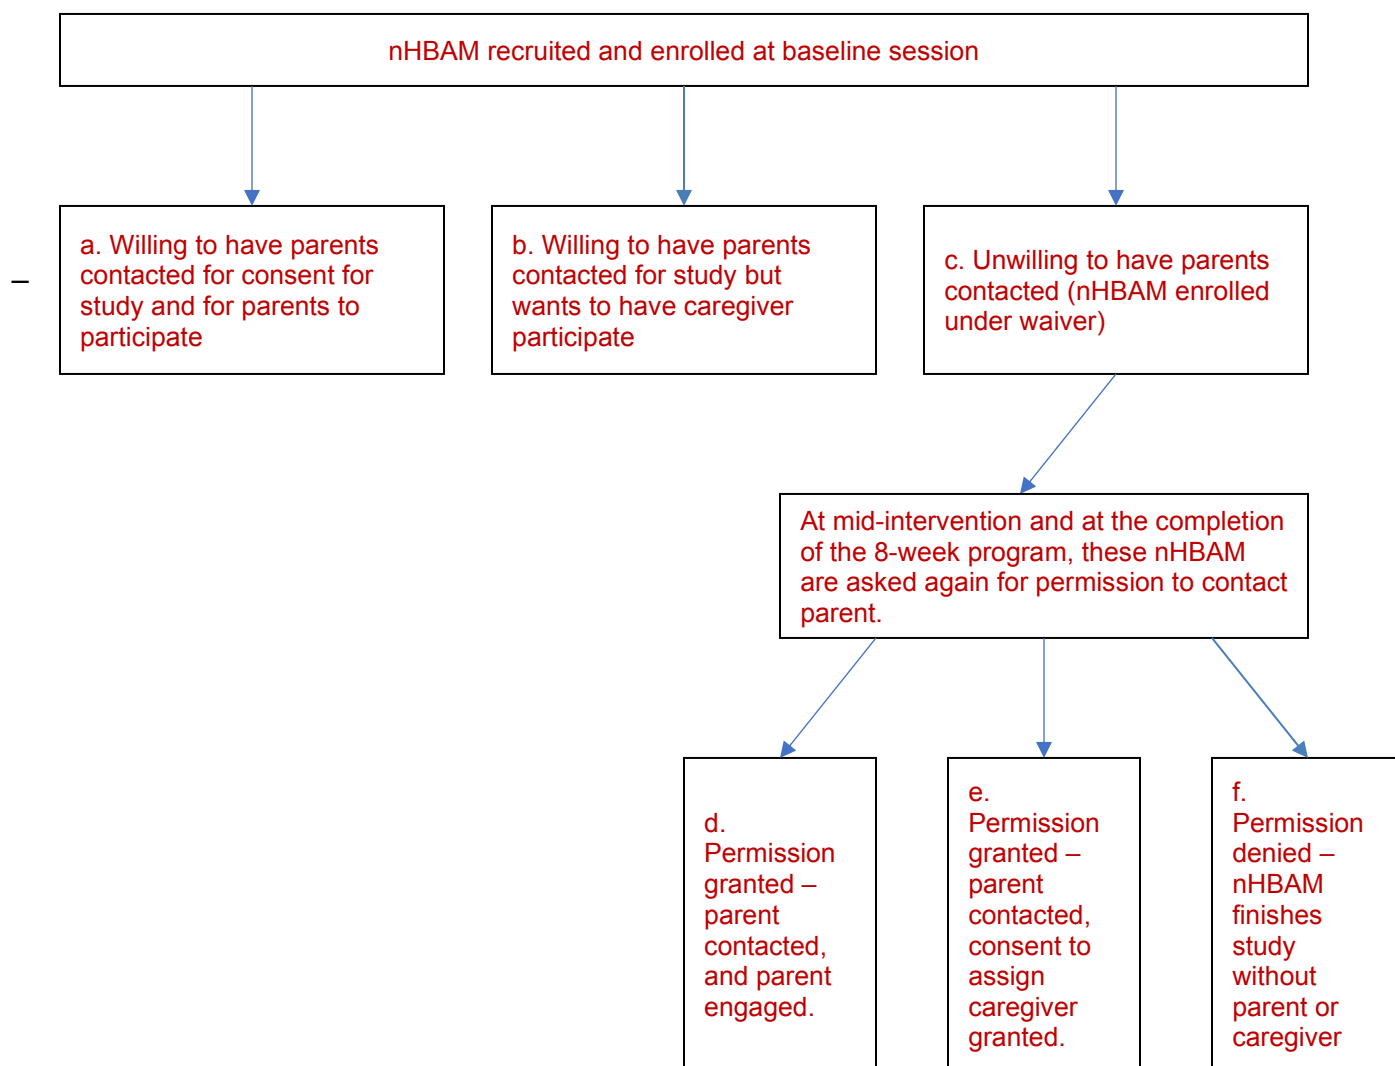 nHBAM recruited and enrolled at baseline session
a. Willing to have parents
contacted for consent for
study and for parents to
participate
b. Willing to have parents
contacted for study but
wants to have caregiver
participate
c. Unwilling to have parents
contacted (nHBAM enrolled
under waiver)
–
At mid-intervention and at the completion
of the 8-week program, these nHBAM
are asked again for permission to contact
parent.
d.
Permission
granted –
parent
contacted,
and parent
engaged.
e.
Permission
granted –
parent
contacted,
consent to
assign
caregiver
granted.
f.
Permission
denied –
nHBAM
finishes
study
without
parent or
caregiver